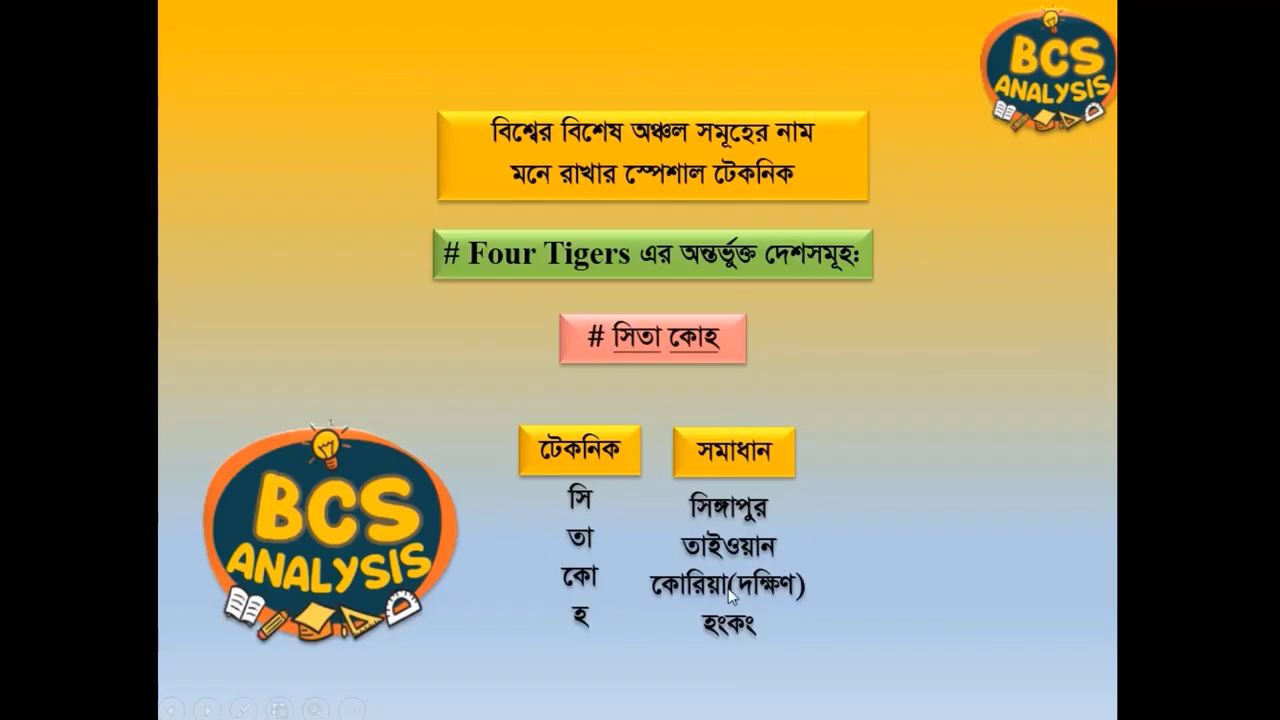 BCS
ANALYSIS
বিশ্বের বিশেষ অঞ্চল সমূহের নাম
মনে রাখার স্পেশাল টেকনিক
# Four Tigers এর অন্তর্ভুক্ত দেশসমূহঃ
# সিতা কোহ
টেকনিক সমাধান
সি সিঙ্গাপুর
তা তাইওয়ান
কো কোরিয়া(দক্ষিণ)
হ হংকং
BCS
ANALYSIS